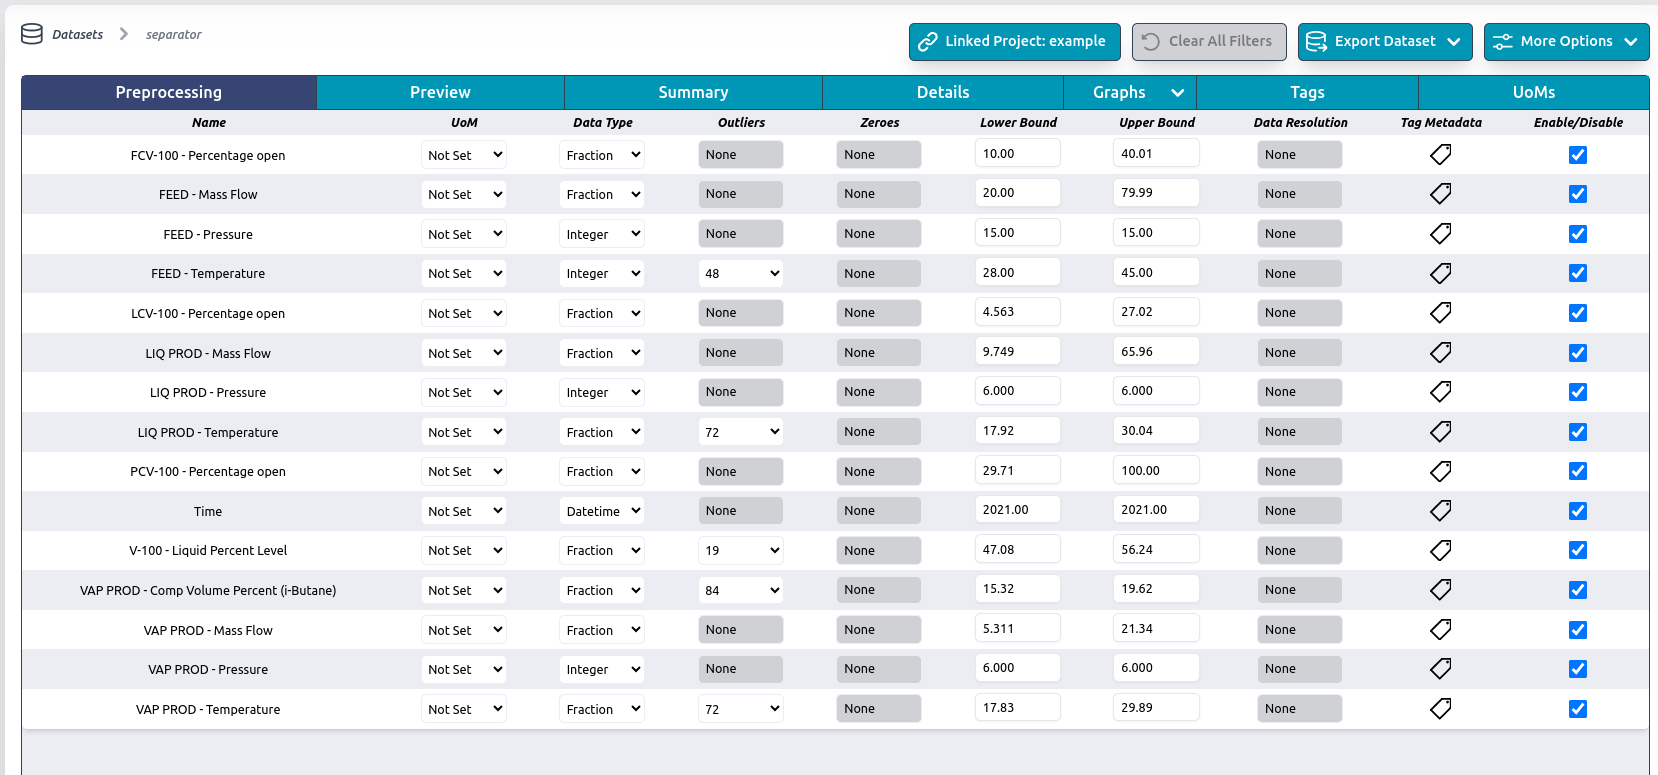 Datasets > separator
Linked Project: example Clear All Filters Export Dataset More Options
Preprocessing Preview Summary Details Graphs Tags UoMs
Name UoM Data Type Outliers Zeroes Lower Bound Upper Bound Data Resolution Tag Metadata Enable/Disable
FCV-100 - Percentage open Not Set Fraction None None 10.00 40.01 None
FEED - Mass Flow Not Set Fraction None None 20.00 79.99 None
FEED - Pressure Not Set Integer None None 15.00 15.00 None
FEED - Temperature Not Set Integer 48 None 28.00 45.00 None
LCV-100 - Percentage open Not Set Fraction None None 4.563 27.02 None
LIQ PROD - Mass Flow Not Set Fraction None None 9.749 65.96 None
LIQ PROD - Pressure Not Set Integer None None 6.000 6.000 None
LIQ PROD - Temperature Not Set Fraction 72 None 17.92 30.04 None
PCV-100 - Percentage open Not Set Fraction None None 29.71 100.00 None
Time Not Set Datetime None None 2021.00 2021.00 None
V-100 - Liquid Percent Level Not Set Fraction 19 None 47.08 56.24 None
VAP PROD - Comp Volume Percent (i-Butane) Not Set Fraction 84 None 15.32 19.62 None
VAP PROD - Mass Flow Not Set Fraction None None 5.311 21.34 None
VAP PROD - Pressure Not Set Integer None None 6.000 6.000 None
VAP PROD - Temperature Not Set Fraction 72 None 17.83 29.89 None